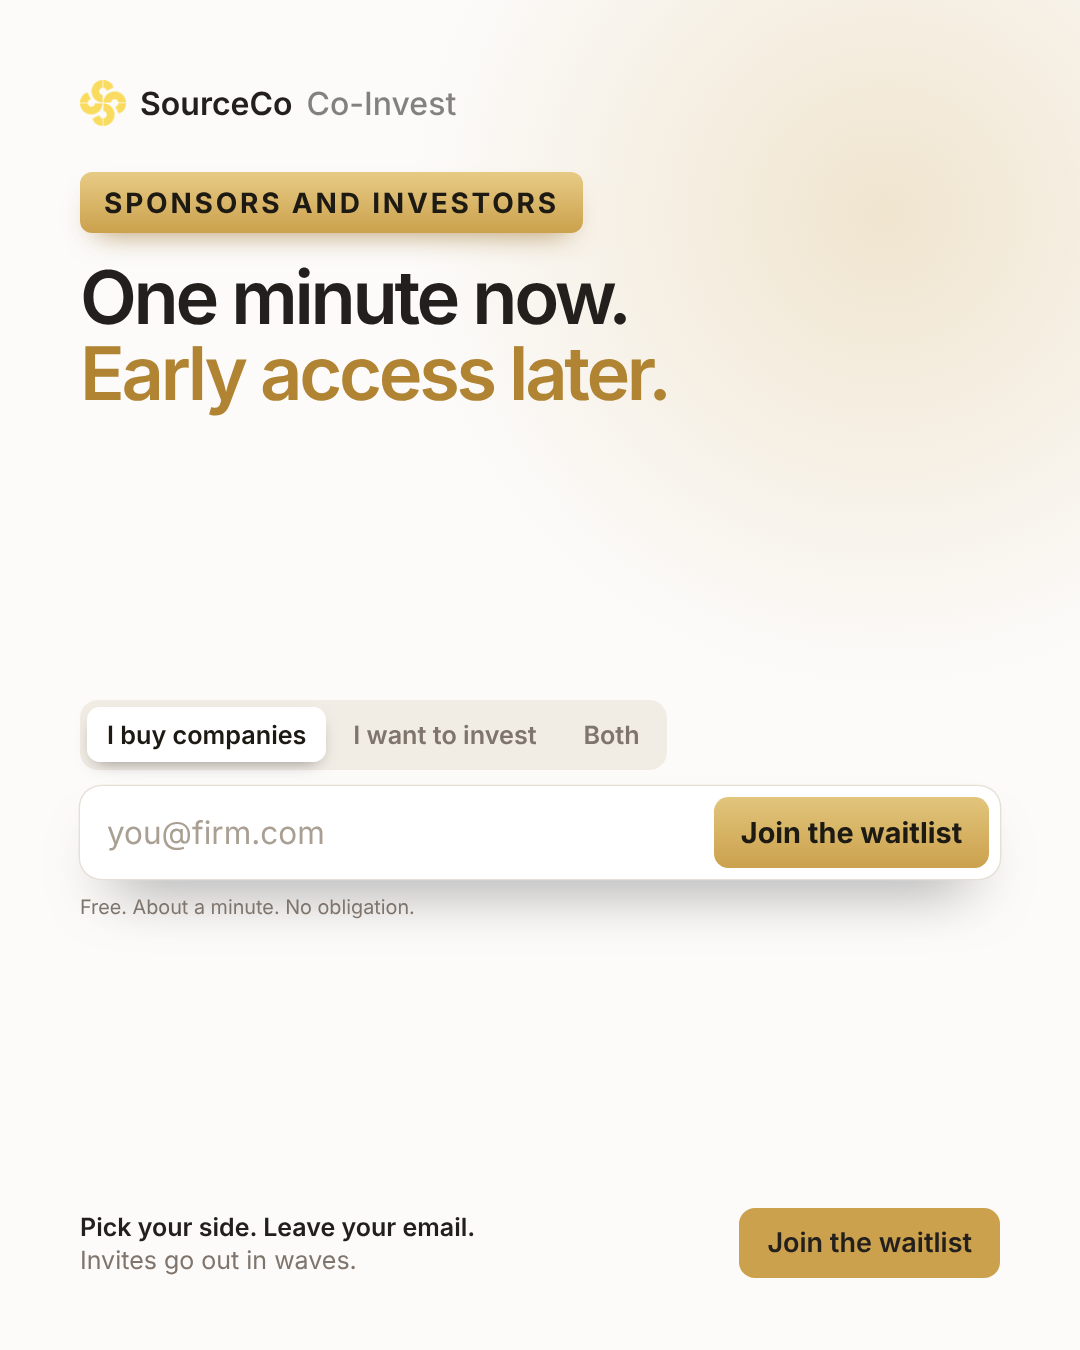 SourceCo Co-Invest
SPONSORS AND INVESTORS
One minute now.
Early access later.
I buy companies I want to invest Both
you@firm.com Join the waitlist
Free. About a minute. No obligation.
Pick your side. Leave your email.
Invites go out in waves.
Join the waitlist